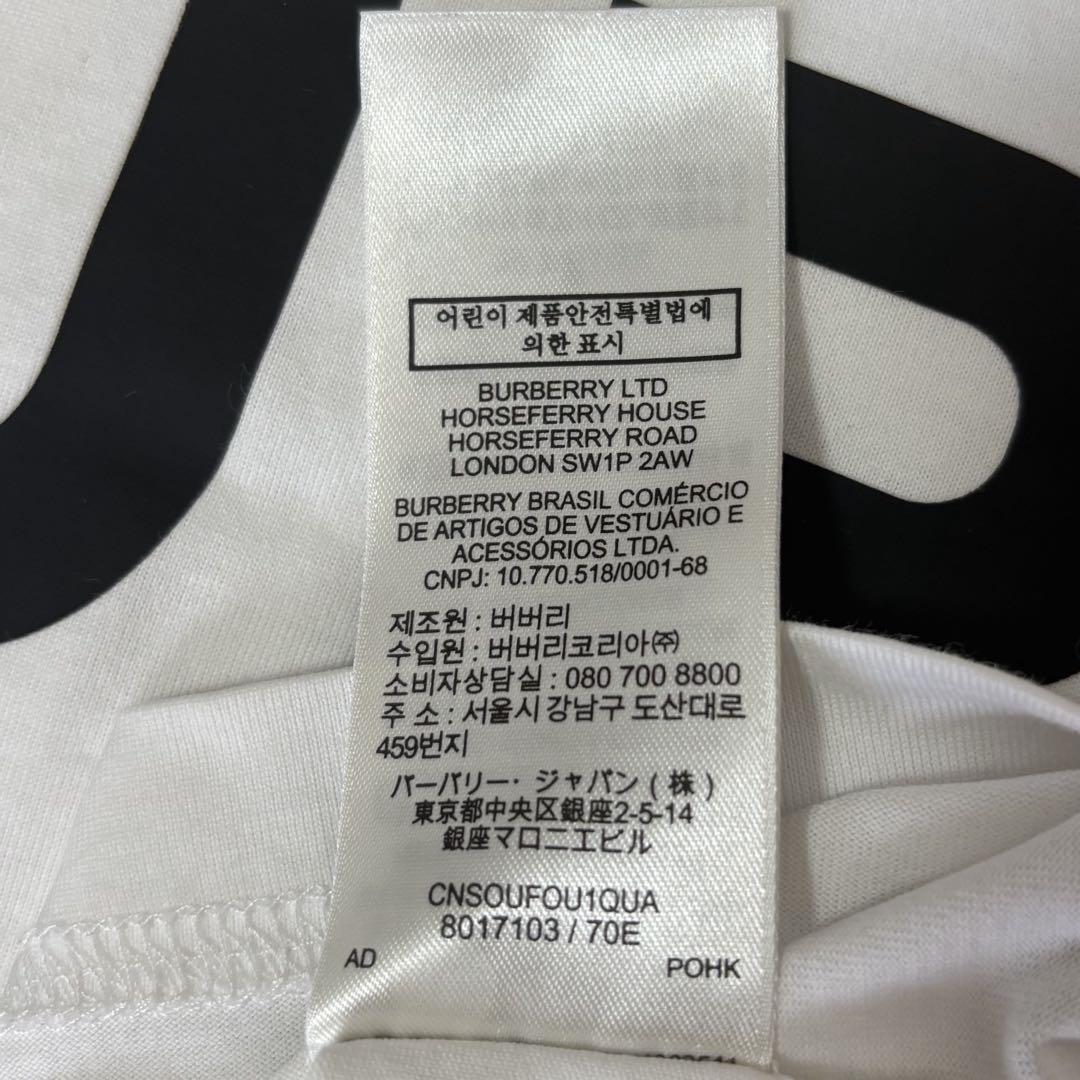 어린이 제품안전특별법에
의한 표시
BURBERRY LTD
HORSEFERRY HOUSE
HORSEFERRY ROAD
LONDON SW1P 2AW
BURBERRY BRASIL COMÉRCIO
DE ARTIGOS DE VESTUÁRIO E
ACESSÓRIOS LTDA.
CNPJ: 10.770.518/0001-68
제조원 : 버버리
수입원 : 버버리코리아㈜
소비자상담실 : 080 700 8800
주 소 : 서울시 강남구 도산대로
459번지
バーバリー・ジャパン (株)
東京都中央区銀座2-5-14
銀座マロニエビル
CNSOUFOU1QUA
8017103 / 70E
AD
POHK